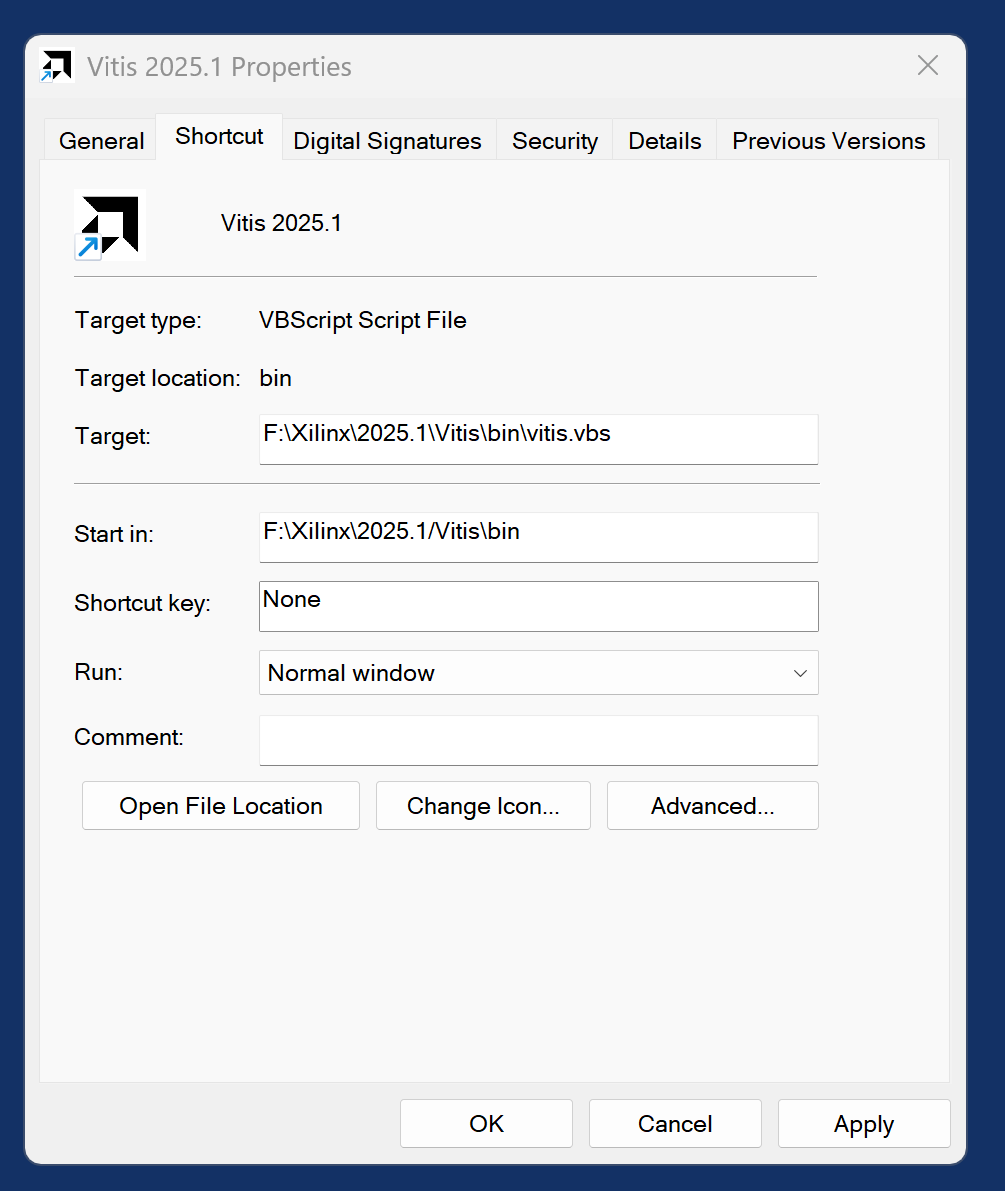 Vitis 2025.1 Properties
General Shortcut Digital Signatures Security Details Previous Versions
Vitis 2025.1
Target type: VBScript Script File
Target location: bin
Target: F:\Xilinx\2025.1\Vitis\bin\vitis.vbs
Start in: F:\Xilinx\2025.1/Vitis\bin
Shortcut key: None
Run: Normal window
Comment:
Open File Location Change Icon... Advanced...
OK Cancel Apply